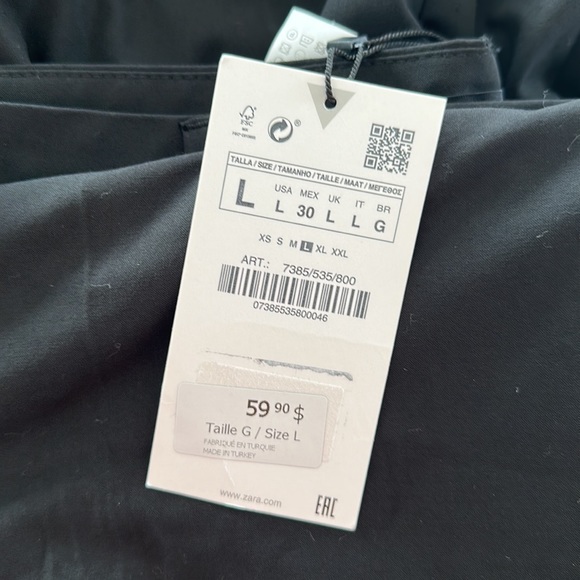 FSC
®
TALLA / SIZE / TAMANHO / TAILLE / MAAT / ΜΕΓΕΘΟΣ
L
USA MEX UK IT BR
L 30 L L G
XS S M L XL XXL
ART.: 7385/535/800
07385535800046
59 90 $
Taille G / Size L
FABRIQUÉ EN TURQUIE
MADE IN TURKEY
www.zara.com
EAC